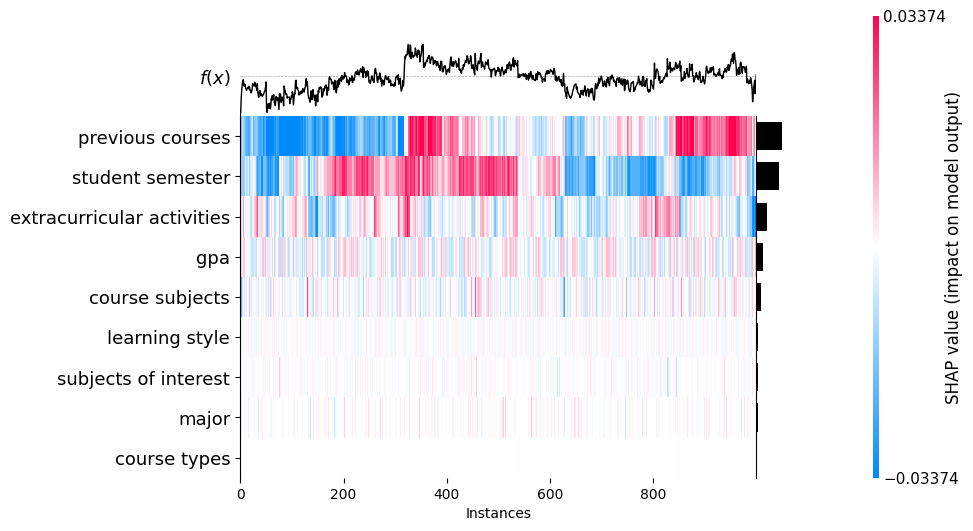 0.03374
f(x)
previous courses
student semester
extracurricular activities
gpa
course subjects
learning style
subjects of interest
major
course types
0 200 400 600 800
Instances
SHAP value (impact on model output)
−0.03374